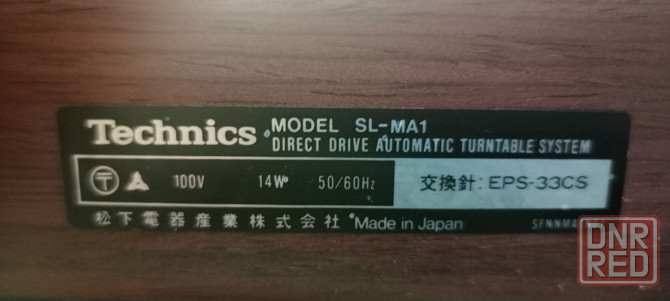 Technics MODEL SL-MA1
DIRECT DRIVE AUTOMATIC TURNTABLE SYSTEM
100V 14W 50/60Hz 交換針: EPS-33CS
松下電器産業株式会社 Made in Japan
DNR
RED